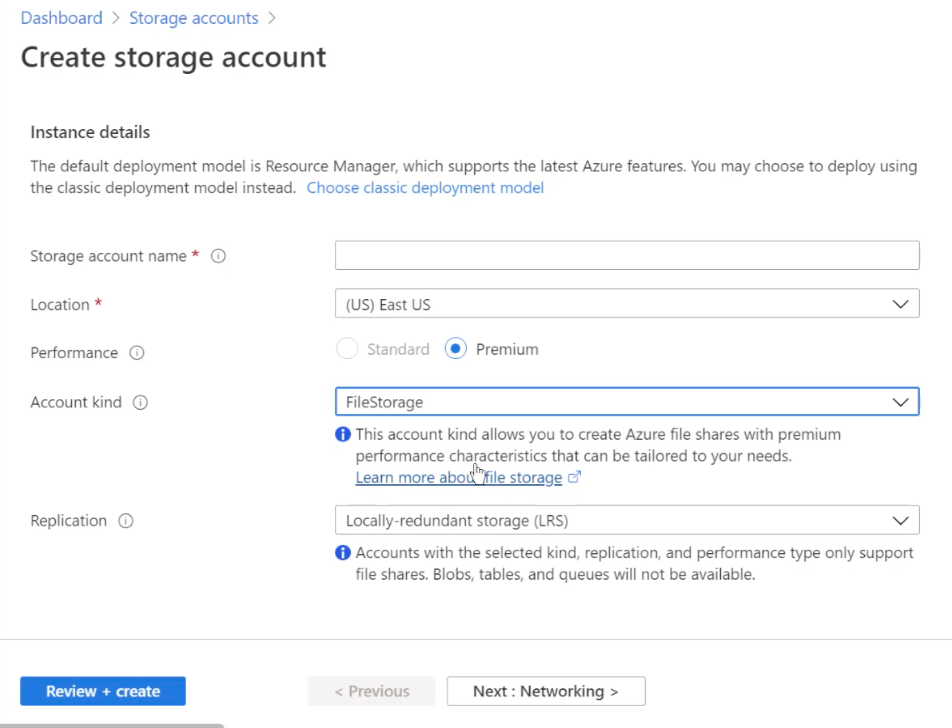 Dashboard > Storage accounts >
Create storage account
Instance details
The default deployment model is Resource Manager, which supports the latest Azure features. You may choose to deploy using
the classic deployment model instead. Choose classic deployment model
Storage account name *
Location * (US) East US
Performance Standard Premium
Account kind FileStorage
This account kind allows you to create Azure file shares with premium
performance characteristics that can be tailored to your needs.
Learn more about file storage
Replication Locally-redundant storage (LRS)
Accounts with the selected kind, replication, and performance type only support
file shares. Blobs, tables, and queues will not be available.
Review + create < Previous Next : Networking >